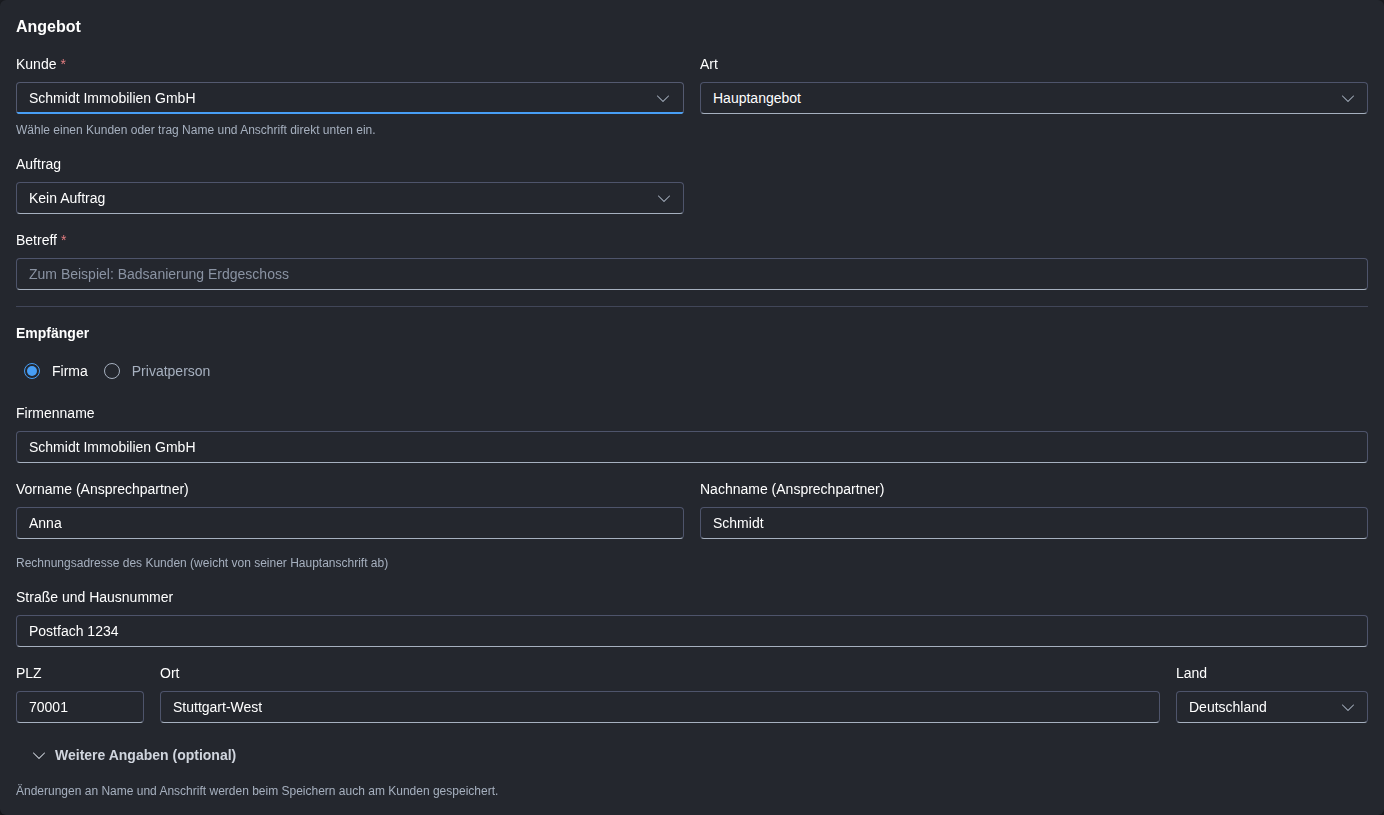 Angebot
Kunde *
Art
Schmidt Immobilien GmbH
Hauptangebot
Wähle einen Kunden oder trag Name und Anschrift direkt unten ein.
Auftrag
Kein Auftrag
Betreff *
Zum Beispiel: Badsanierung Erdgeschoss
Empfänger
Firma
Privatperson
Firmenname
Schmidt Immobilien GmbH
Vorname (Ansprechpartner)
Nachname (Ansprechpartner)
Anna
Schmidt
Rechnungsadresse des Kunden (weicht von seiner Hauptanschrift ab)
Straße und Hausnummer
Postfach 1234
PLZ
Ort
Land
70001
Stuttgart-West
Deutschland
Weitere Angaben (optional)
Änderungen an Name und Anschrift werden beim Speichern auch am Kunden gespeichert.